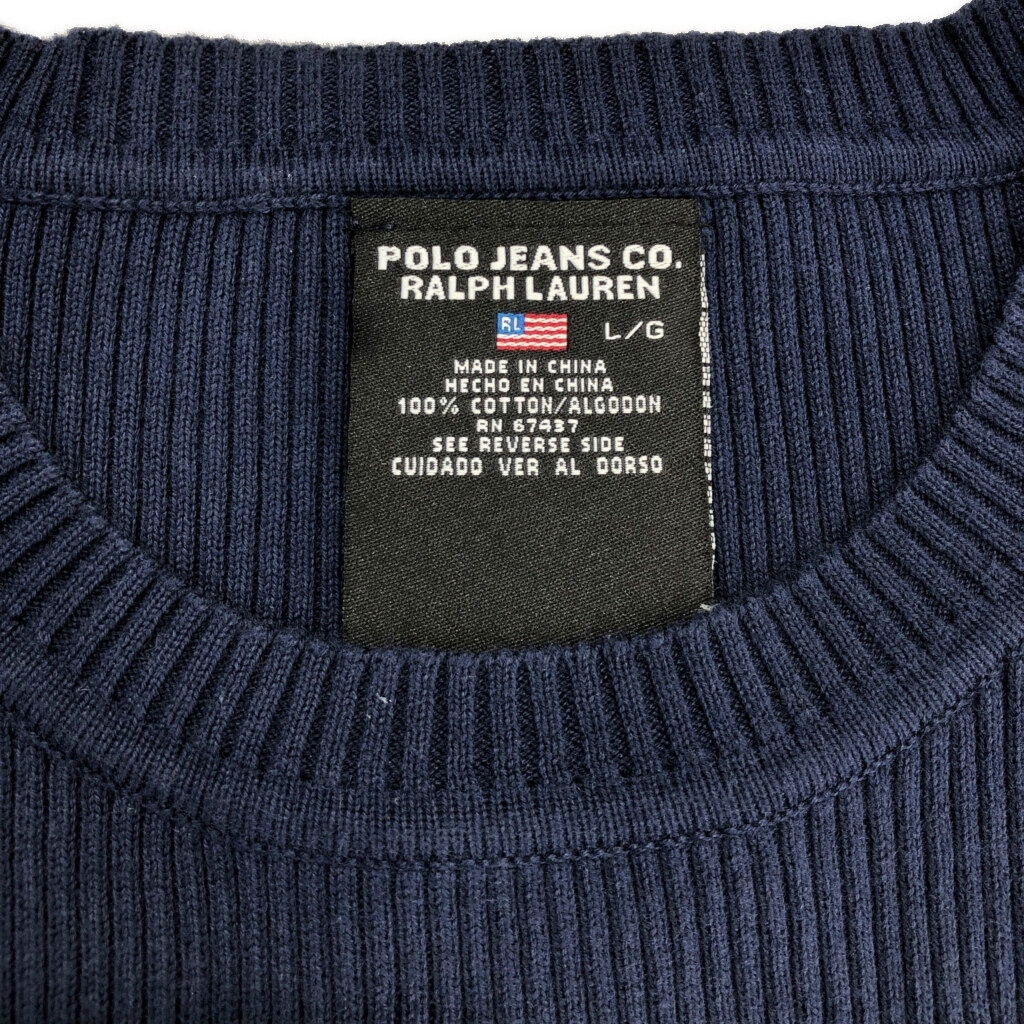 POLO JEANS CO.
RALPH LAUREN
RL
L/G
MADE IN CHINA
HECHO EN CHINA
100% COTTON/ALGODON
RN 67437
SEE REVERSE SIDE
CUIDADO VER AL DORSO